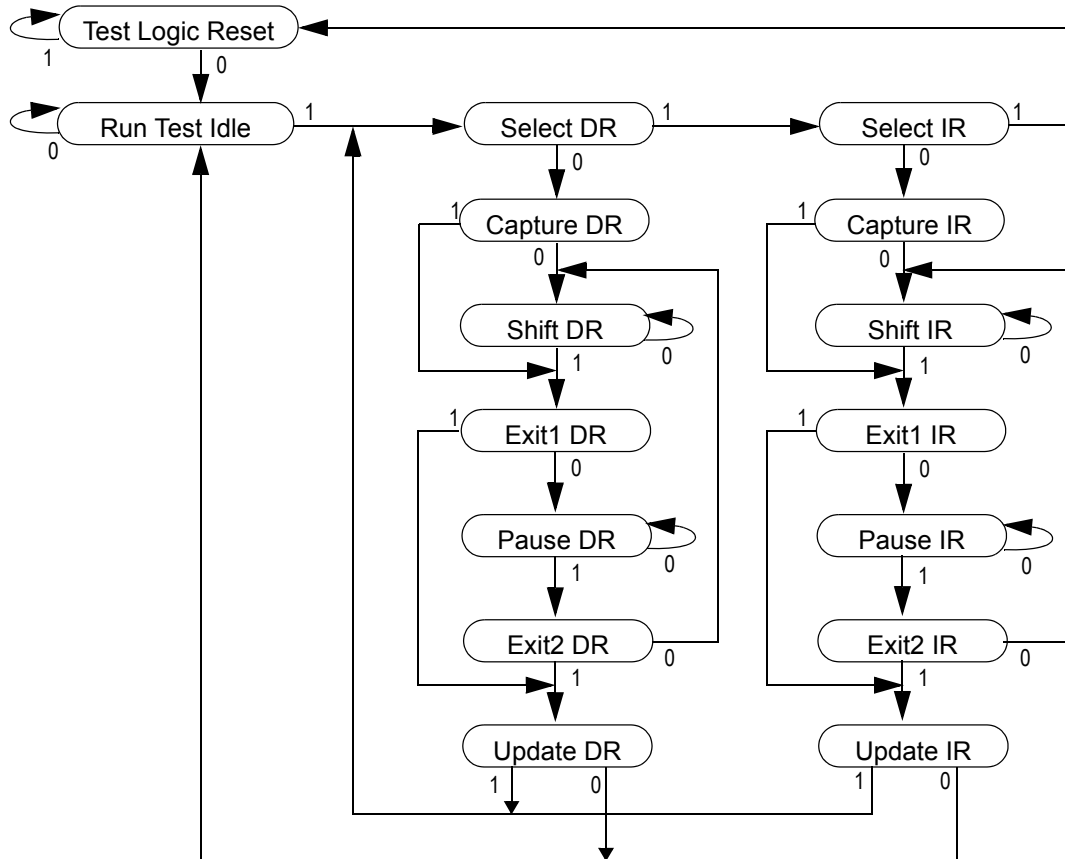 Test Logic Reset
1
0
Run Test Idle
1
0
Select DR
1
0
Select IR
1
0
1
Capture DR
0
1
Capture IR
0
Shift DR
0
1
Shift IR
0
1
1
Exit1 DR
0
1
Exit1 IR
0
Pause DR
0
1
Pause IR
0
1
Exit2 DR
0
1
Exit2 IR
0
1
Update DR
1
0
Update IR
1
0